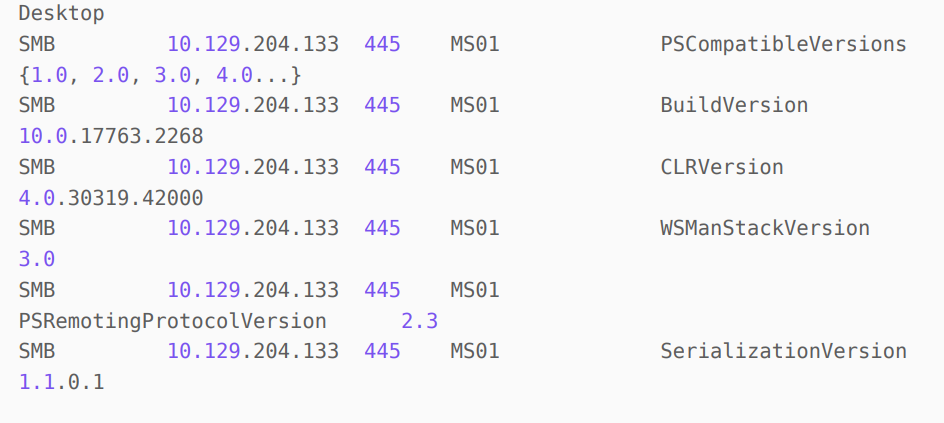 Desktop
SMB         10.129.204.133  445    MS01             PSCompatibleVersions
{1.0, 2.0, 3.0, 4.0...}
SMB         10.129.204.133  445    MS01             BuildVersion
10.0.17763.2268
SMB         10.129.204.133  445    MS01             CLRVersion
4.0.30319.42000
SMB         10.129.204.133  445    MS01             WSManStackVersion
3.0
SMB         10.129.204.133  445    MS01
PSRemotingProtocolVersion      2.3
SMB         10.129.204.133  445    MS01             SerializationVersion
1.1.0.1